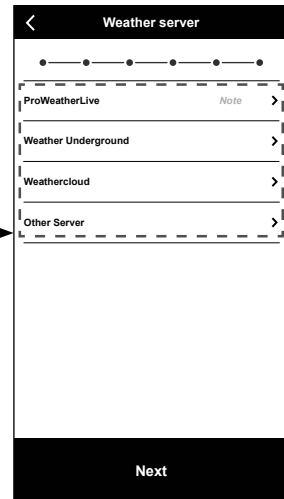 Weather server
ProWeatherLive Note
Weather Underground
Weathercloud
Other Server
Next